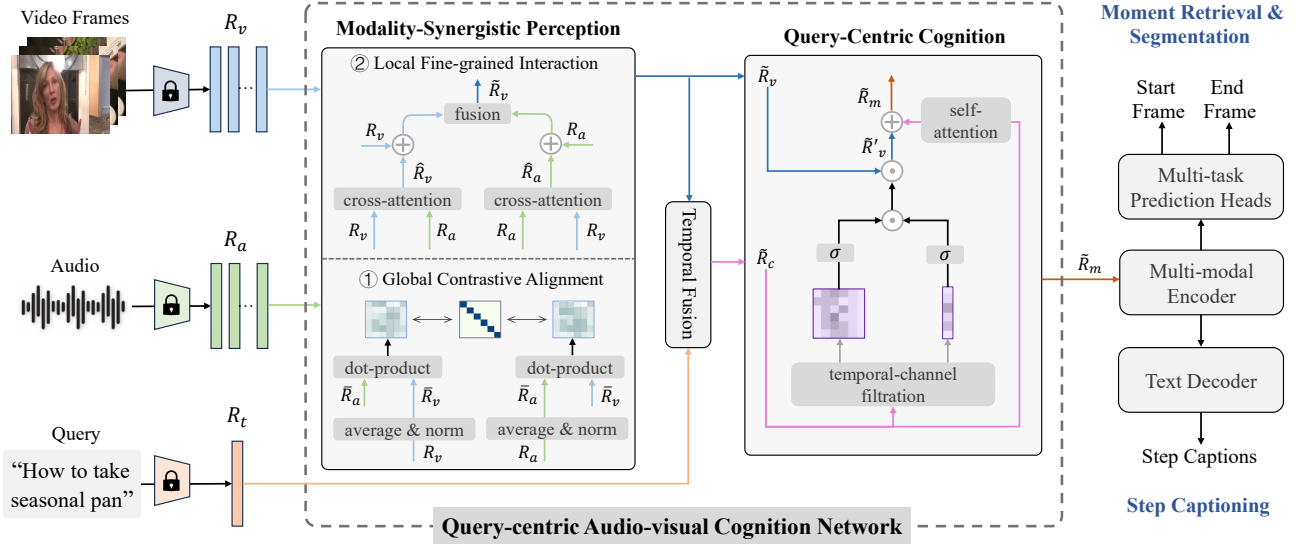 Video Frames
R_v
Audio
R_a
Query
R_t
“How to take
seasonal pan”
Modality-Synergistic Perception
② Local Fine-grained Interaction
R̃_v
fusion
R_v
R_a
R̂_v
R̂_a
cross-attention
cross-attention
R_v
R_a
R_a
R_v
① Global Contrastive Alignment
dot-product
dot-product
R̄_a
R̄_v
R̄_a
R̄_v
average & norm
average & norm
R_v
R_a
Temporal Fusion
Query-Centric Cognition
R̃_v
R̃_m
self-
attention
R̃'_v
σ
σ
R̃_c
temporal-channel
filtration
Query-centric Audio-visual Cognition Network
R̃_m
Moment Retrieval &
Segmentation
Start
Frame
End
Frame
Multi-task
Prediction Heads
Multi-modal
Encoder
Text Decoder
Step Captions
Step Captioning